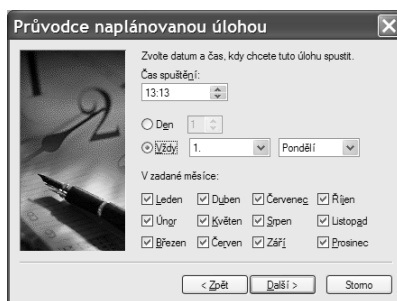 Průvodce naplánovanou úlohou
Zvolte datum a čas, kdy chcete tuto úlohu spustit.
Čas spuštění:
13:13
Den 1
Vždy 1. Pondělí
V zadané měsíce:
Leden Duben Červenec Říjen
Únor Květen Srpen Listopad
Březen Červen Září Prosinec
< Zpět Další > Storno